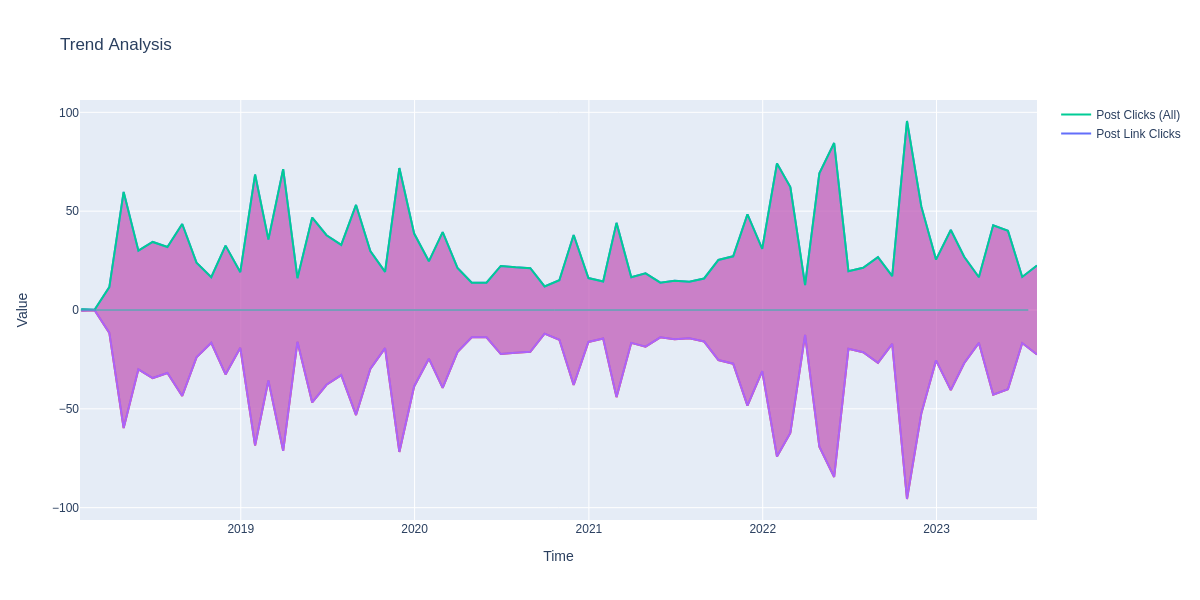 Trend Analysis
Post Clicks (All)
Post Link Clicks
100
50
0
−50
−100
Value
2019
2020
2021
2022
2023
Time